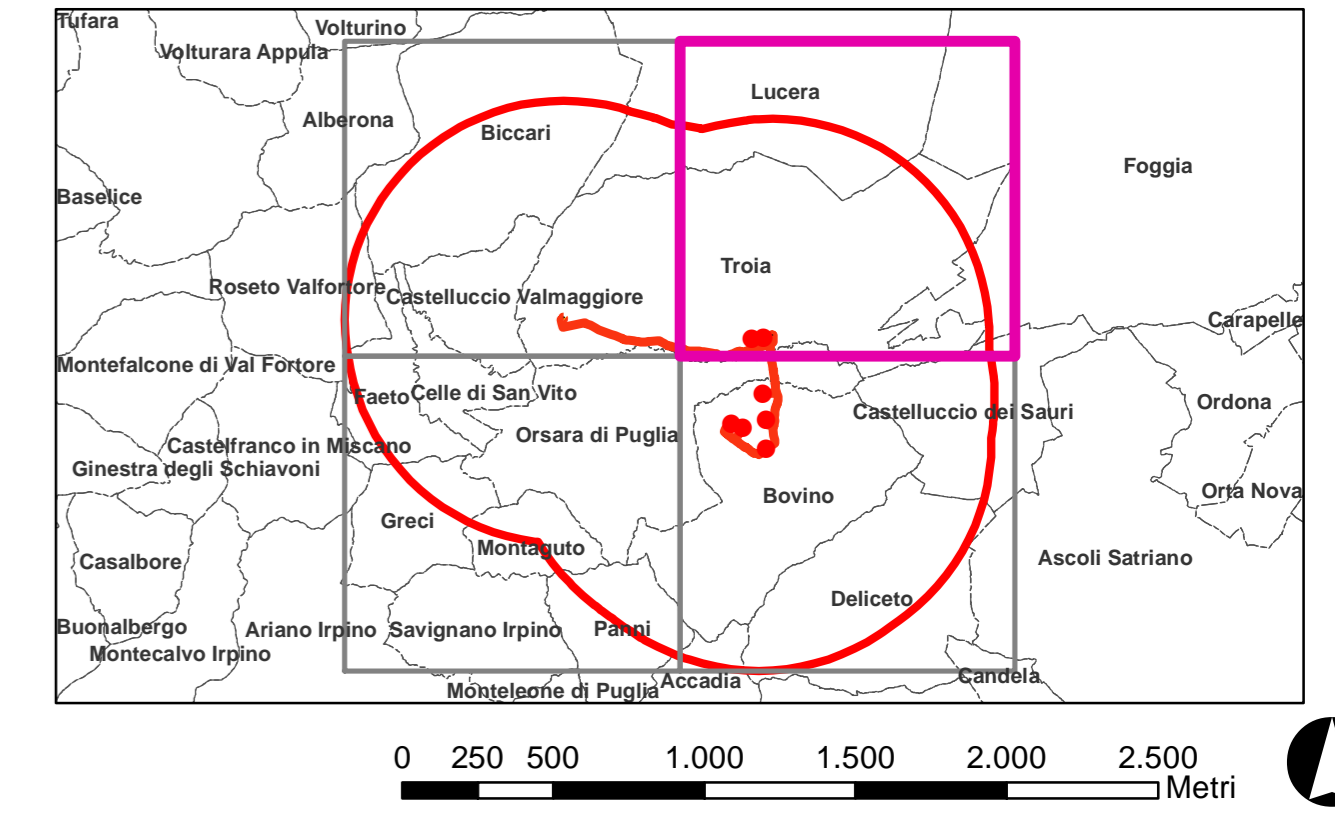 Tufara
Volturino
Volturara Appula
Lucera
Alberona
Biccari
Foggia
Baselice
Troia
Roseto Valfortore
Castelluccio Valmaggiore
Carapelle
Montefalcone di Val Fortore
Faeto
Celle di San Vito
Ordona
Castelluccio dei Sauri
Orsara di Puglia
Castelfranco in Miscano
Ginestra degli Schiavoni
Orta Nova
Bovino
Greci
Montaguto
Ascoli Satriano
Casalbore
Deliceto
Buonalbergo
Ariano Irpino
Savignano Irpino
Panni
Montecalvo Irpino
Candela
Accadia
Monteleone di Puglia
0 250 500 1.000 1.500 2.000 2.500
Metri